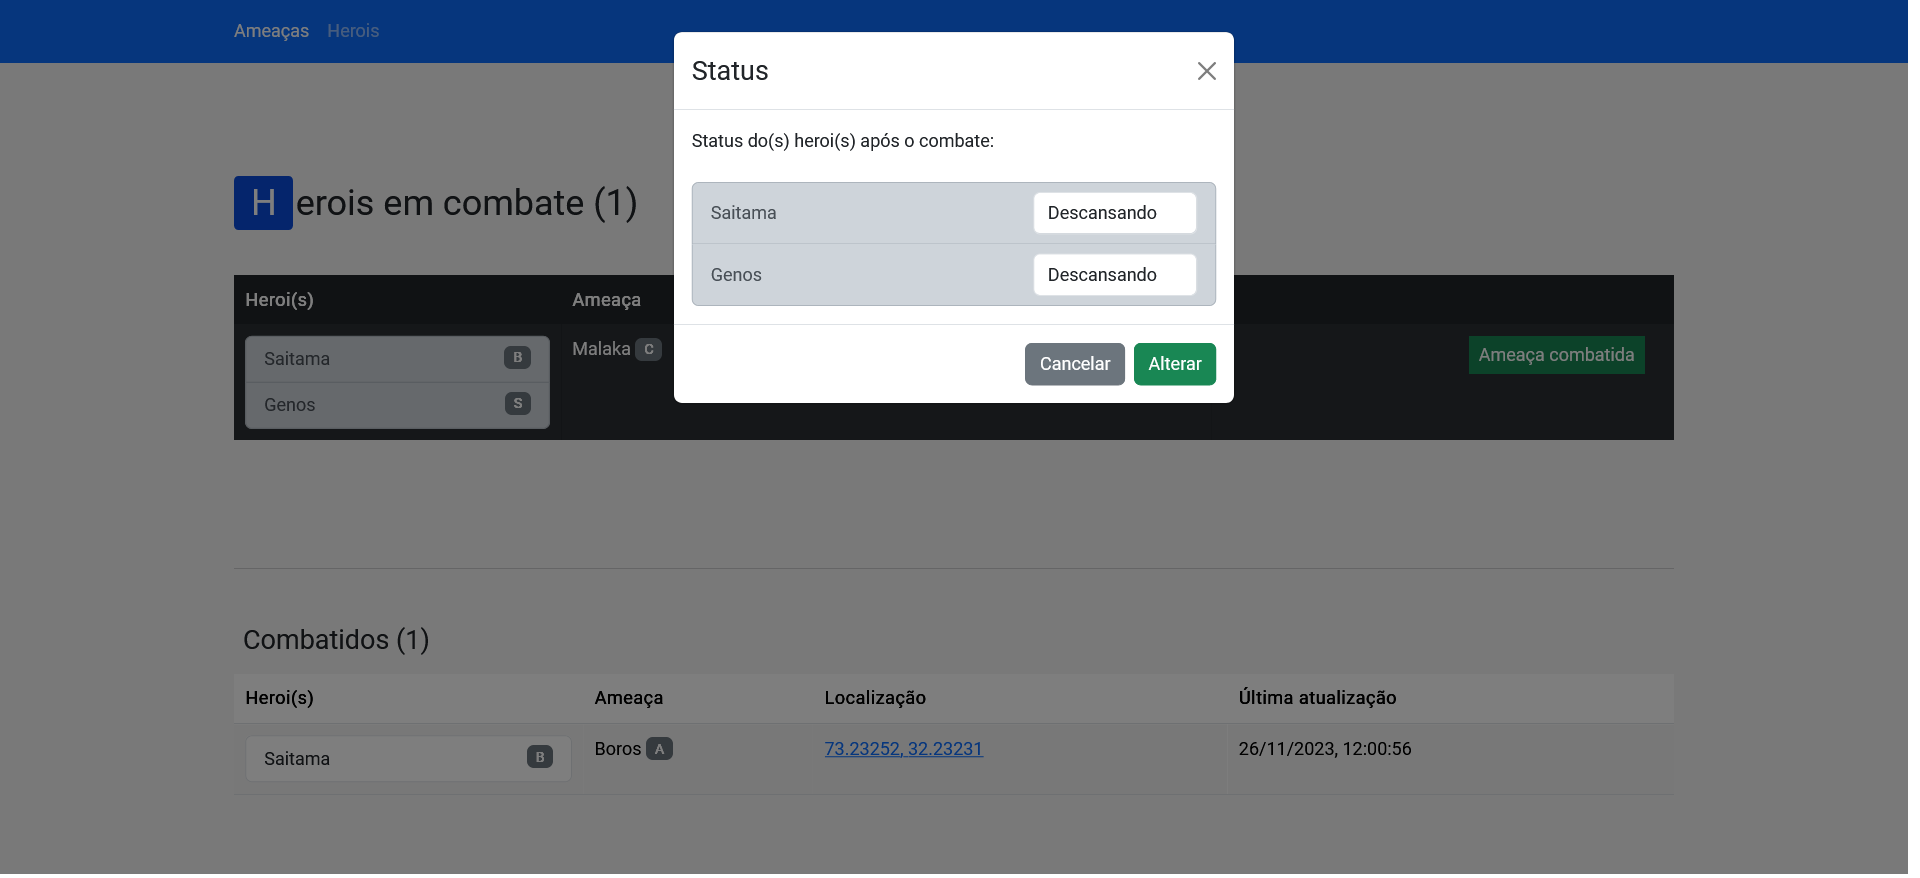 Ameaças Herois
Status
Status do(s) heroi(s) após o combate:
Saitama Descansando
Genos Descansando
Cancelar Alterar
Herois em combate (1)
Heroi(s) Ameaça
Saitama B Malaka C Ameaça combatida
Genos S
Combatidos (1)
Heroi(s) Ameaça Localização Última atualização
Saitama B Boros A 73.23252, 32.23231 26/11/2023, 12:00:56